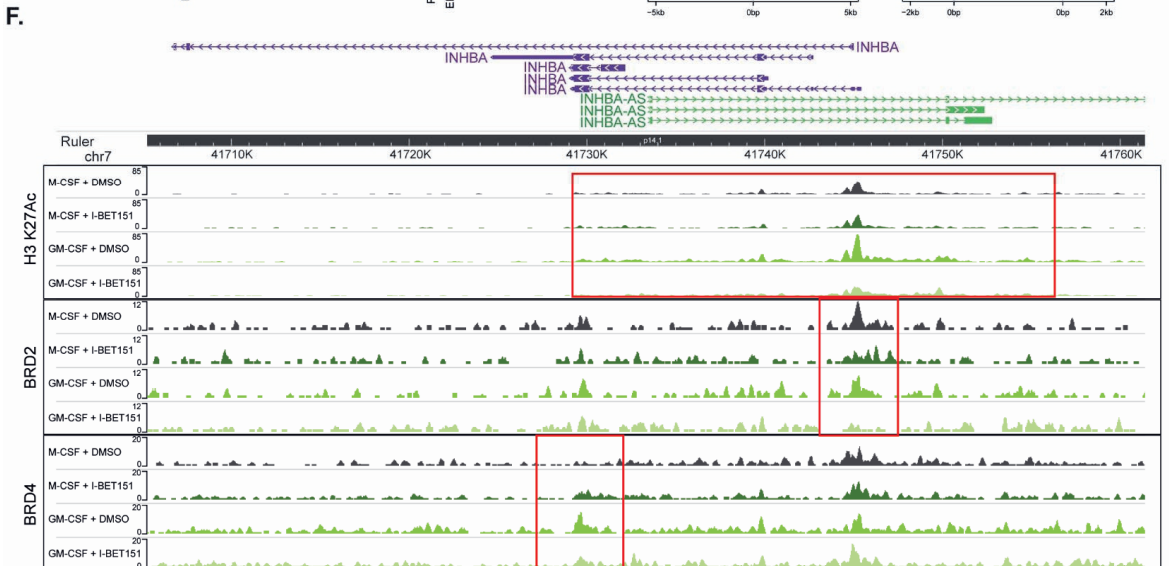 −5kb 0bp 5kb −2kb 0bp 0bp 2kb
F.
INHBA
INHBA
INHBA
INHBA
INHBA
INHBA-AS
INHBA-AS
INHBA-AS
Ruler p14.1
chr7 41710K 41720K 41730K 41740K 41750K 41760K
H3 K27Ac
M-CSF + DMSO 85 0
M-CSF + I-BET151 85 0
GM-CSF + DMSO 85 0
GM-CSF + I-BET151 85 0
BRD2
M-CSF + DMSO 12 0
M-CSF + I-BET151 12 0
GM-CSF + DMSO 12 0
GM-CSF + I-BET151 12 0
BRD4
M-CSF + DMSO 20 0
M-CSF + I-BET151 20 0
GM-CSF + DMSO 20 0
GM-CSF + I-BET151 20 0